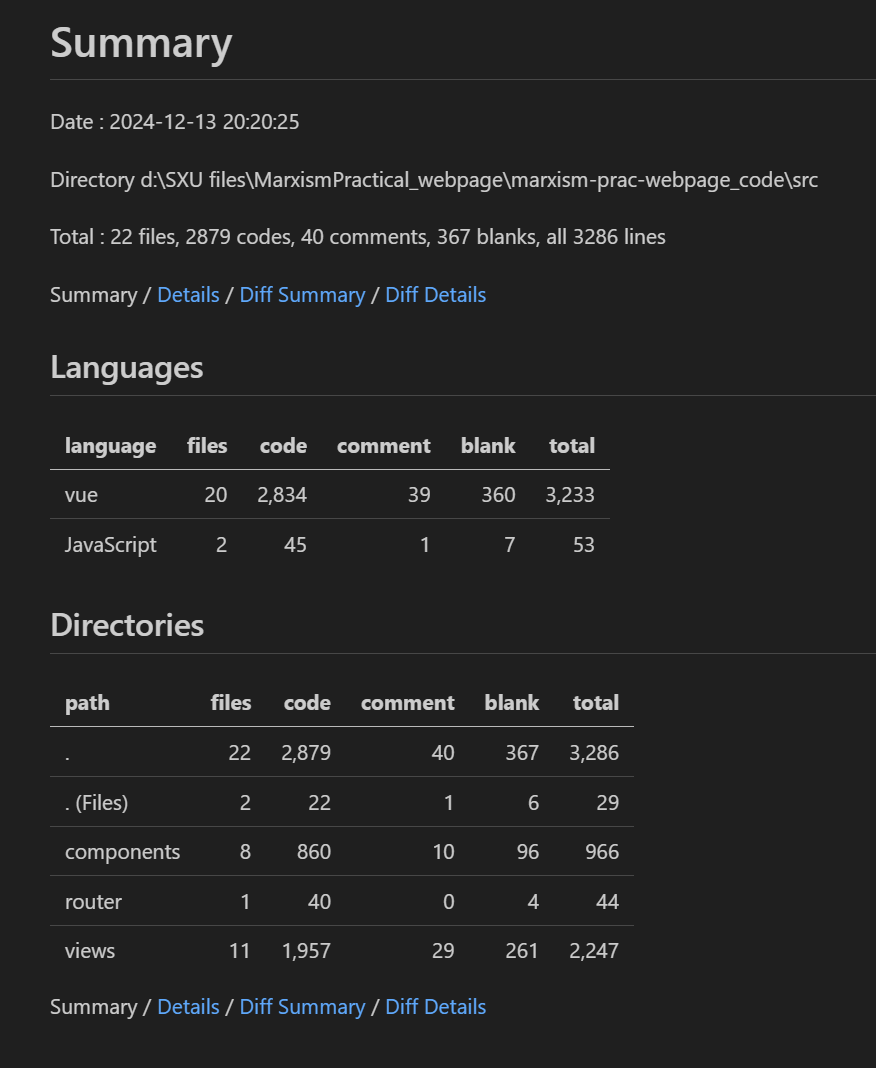 Summary
Date : 2024-12-13 20:20:25
Directory d:\SXU files\MarxismPractical_webpage\marxism-prac-webpage_code\src
Total : 22 files, 2879 codes, 40 comments, 367 blanks, all 3286 lines
Summary / Details / Diff Summary / Diff Details
Languages
language files code comment blank total
vue 20 2,834 39 360 3,233
JavaScript 2 45 1 7 53
Directories
path files code comment blank total
. 22 2,879 40 367 3,286
. (Files) 2 22 1 6 29
components 8 860 10 96 966
router 1 40 0 4 44
views 11 1,957 29 261 2,247
Summary / Details / Diff Summary / Diff Details